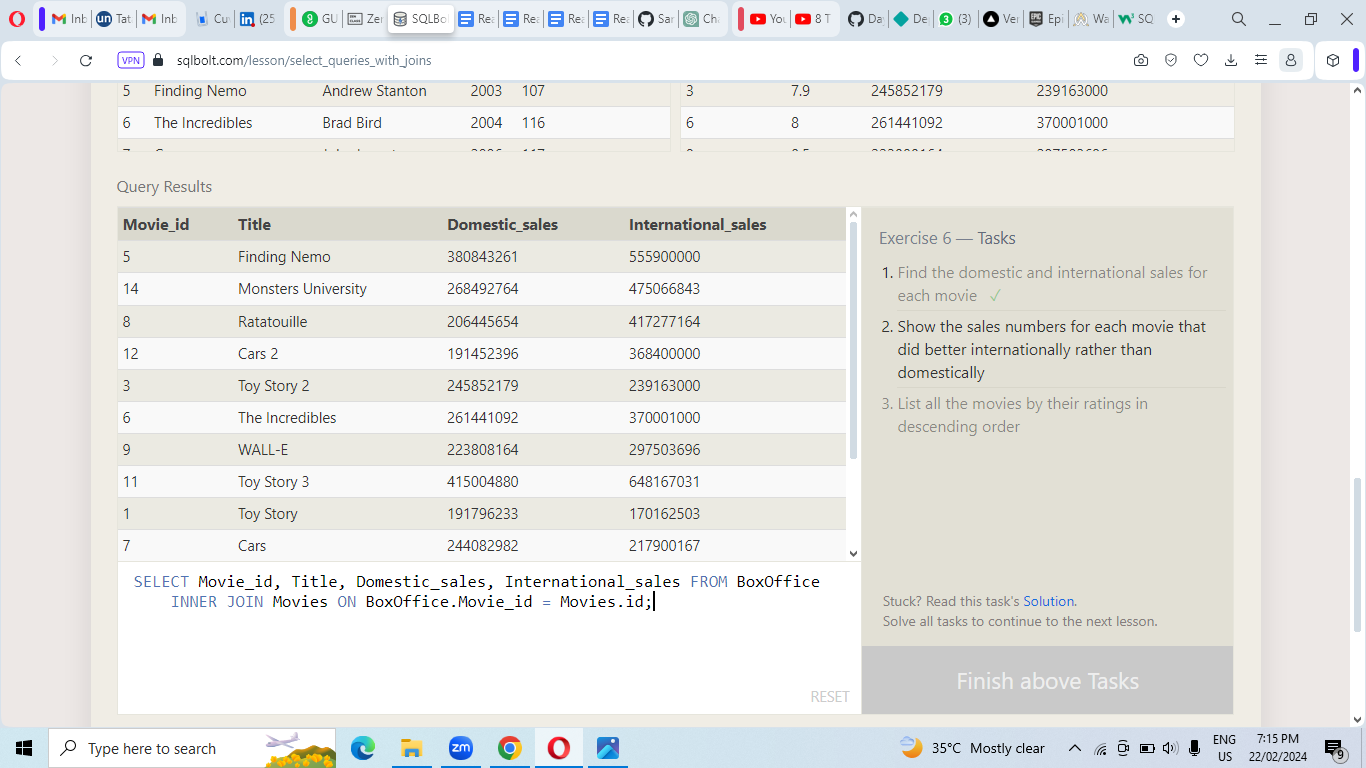 Inb
Tat
Inb
Cu
(25
GU
Zer
SQLBo
Rea
Rea
Rea
Rea
Sar
Ch
You
8 T
Da
De
(3)
Ver
Epi
Wa
SQ
VPN
sqlbolt.com/lesson/select_queries_with_joins
5 Finding Nemo Andrew Stanton 2003 107
3 7.9 245852179 239163000
6 The Incredibles Brad Bird 2004 116
6 8 261441092 370001000
Query Results
Movie_id Title Domestic_sales International_sales
5 Finding Nemo 380843261 555900000
14 Monsters University 268492764 475066843
8 Ratatouille 206445654 417277164
12 Cars 2 191452396 368400000
3 Toy Story 2 245852179 239163000
6 The Incredibles 261441092 370001000
9 WALL-E 223808164 297503696
11 Toy Story 3 415004880 648167031
1 Toy Story 191796233 170162503
7 Cars 244082982 217900167
SELECT Movie_id, Title, Domestic_sales, International_sales FROM BoxOffice
INNER JOIN Movies ON BoxOffice.Movie_id = Movies.id;
RESET
Exercise 6 — Tasks
1. Find the domestic and international sales for
each movie ✓
2. Show the sales numbers for each movie that
did better internationally rather than
domestically
3. List all the movies by their ratings in
descending order
Stuck? Read this task's Solution.
Solve all tasks to continue to the next lesson.
Finish above Tasks
Type here to search
zm
35°C Mostly clear
ENG
US
7:15 PM
22/02/2024
9